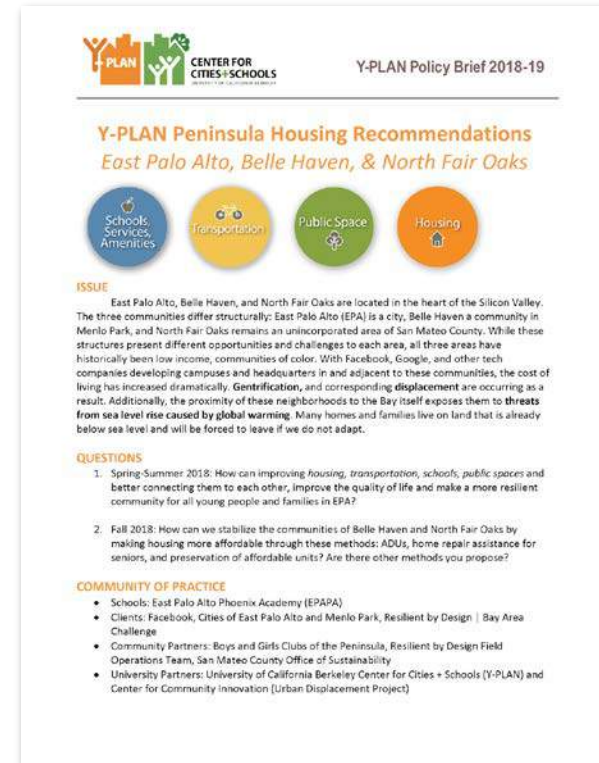 Y-PLAN
CENTER FOR
CITIES+SCHOOLS
UNIVERSITY OF CALIFORNIA BERKELEY
Y-PLAN Policy Brief 2018-19
Y-PLAN Peninsula Housing Recommendations
East Palo Alto, Belle Haven, & North Fair Oaks
Schools,
Services,
Amenities
Transportation
Public Space
Housing
ISSUE
East Palo Alto, Belle Haven, and North Fair Oaks are located in the heart of the Silicon Valley.
The three communities differ structurally: East Palo Alto (EPA) is a city, Belle Haven a community in
Menlo Park, and North Fair Oaks remains an unincorporated area of San Mateo County. While these
structures present different opportunities and challenges to each area, all three areas have
historically been low income, communities of color. With Facebook, Google, and other tech
companies developing campuses and headquarters in and adjacent to these communities, the cost of
living has increased dramatically. Gentrification, and corresponding displacement are occurring as a
result. Additionally, the proximity of these neighborhoods to the Bay itself exposes them to threats
from sea level rise caused by global warming. Many homes and families live on land that is already
below sea level and will be forced to leave if we do not adapt.
QUESTIONS
1. Spring-Summer 2018: How can improving housing, transportation, schools, public spaces and
better connecting them to each other, improve the quality of life and make a more resilient
community for all young people and families in EPA?
2. Fall 2018: How can we stabilize the communities of Belle Haven and North Fair Oaks by
making housing more affordable through these methods: ADUs, home repair assistance for
seniors, and preservation of affordable units? Are there other methods you propose?
COMMUNITY OF PRACTICE
• Schools: East Palo Alto Phoenix Academy (EPAPA)
• Clients: Facebook, Cities of East Palo Alto and Menlo Park, Resilient by Design | Bay Area
Challenge
• Community Partners: Boys and Girls Clubs of the Peninsula, Resilient by Design Field
Operations Team, San Mateo County Office of Sustainability
• University Partners: University of California Berkeley Center for Cities + Schools (Y-PLAN) and
Center for Community Innovation (Urban Displacement Project)